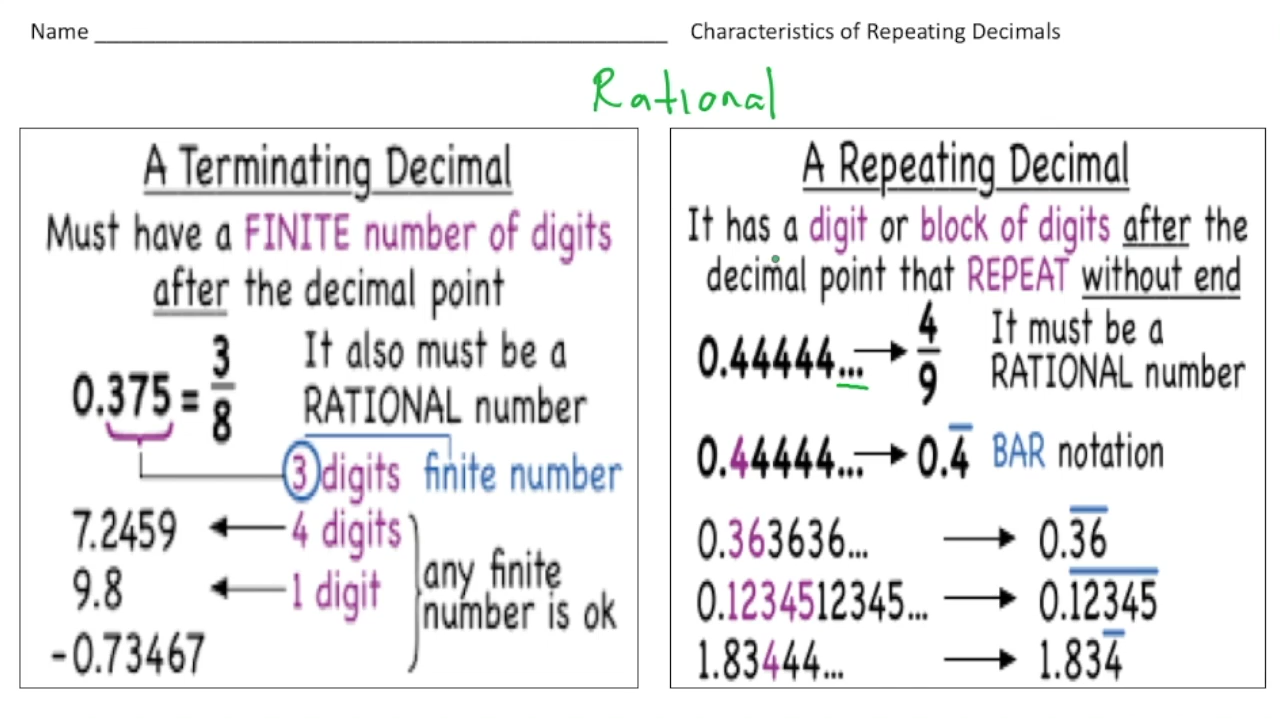 Name ____________________ Characteristics of Repeating Decimals
Rational
A Terminating Decimal
Must have a FINITE number of digits
after the decimal point
0.375 = 3/8
It also must be a
RATIONAL number
3 digits finite number
7.2459 ← 4 digits
9.8 ← 1 digit
-0.73467
any finite
number is ok
A Repeating Decimal
It has a digit or block of digits after the
decimal point that REPEAT without end
0.44444... → 4/9
It must be a
RATIONAL number
0.44444... → 0.4̅ BAR notation
0.363636... → 0.3̅6̅
0.1234512345... → 0.1̅2̅3̅4̅5̅
1.83444... → 1.834̅